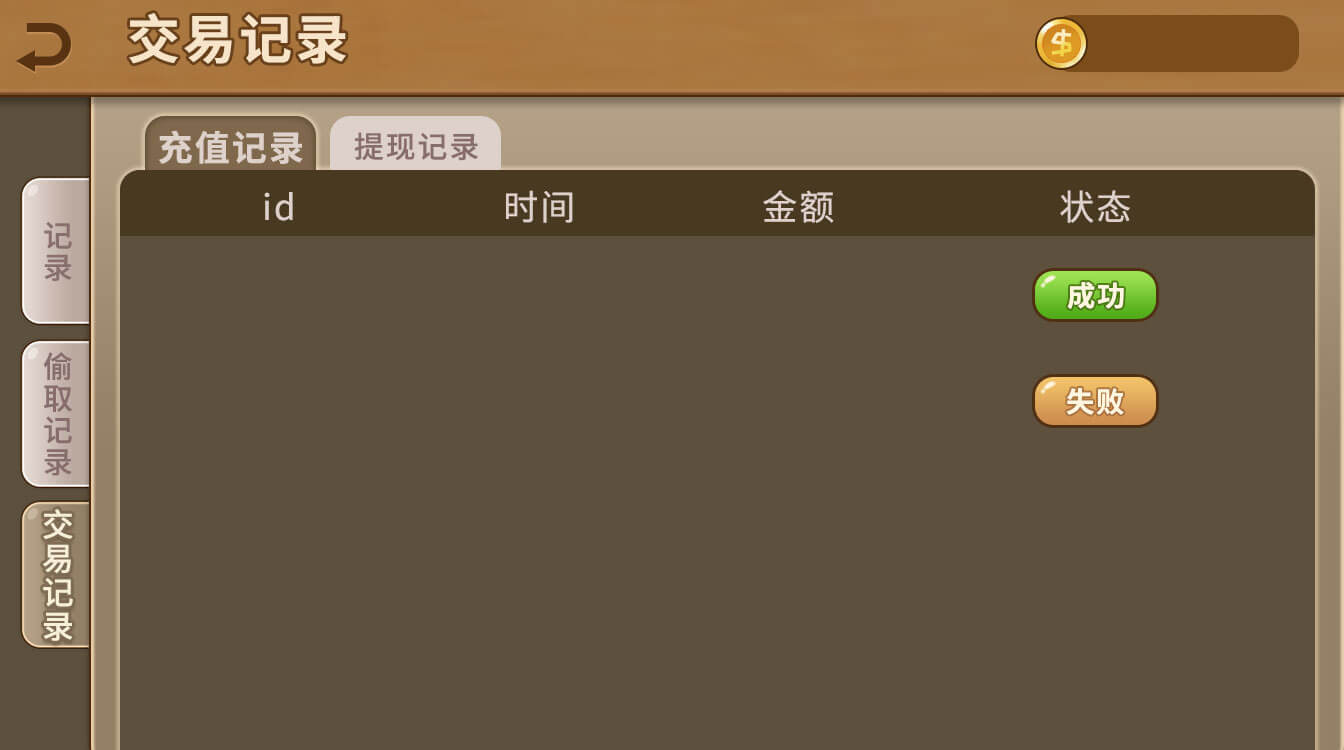 交易记录
充值记录 提现记录
id 时间 金额 状态
成功
失败
记录
偷取记录
交易记录